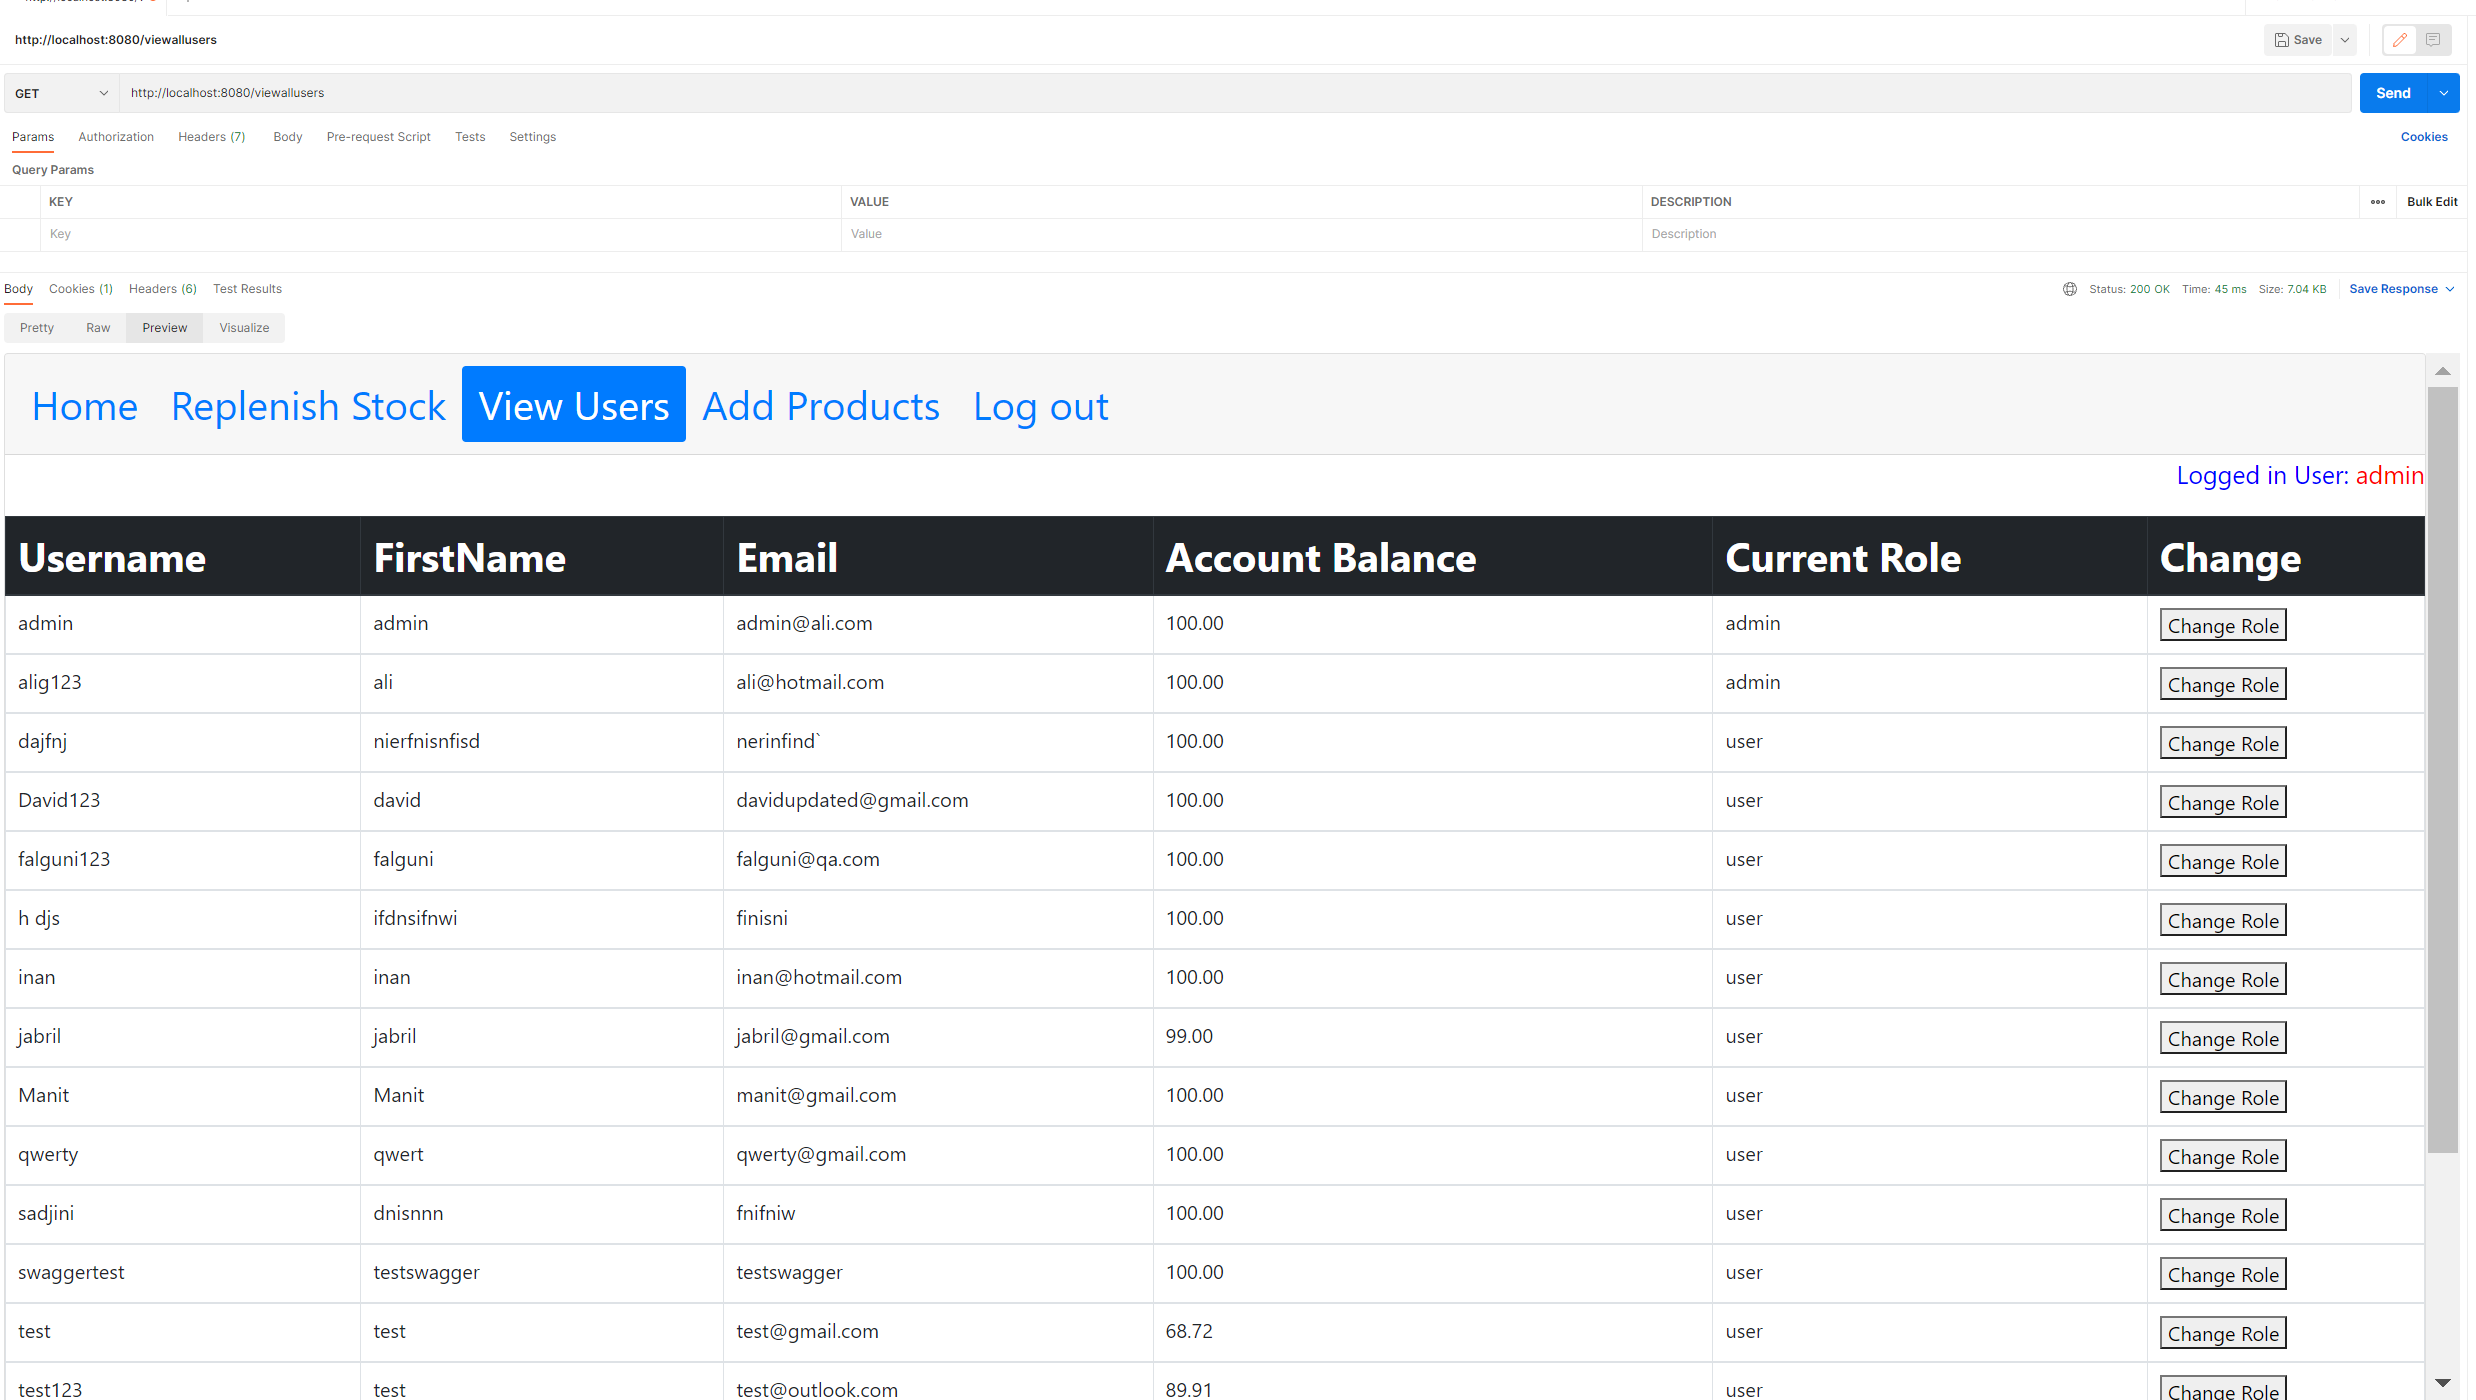 http://localhost:8080/viewallusers
Save
GET http://localhost:8080/viewallusers Send
Params Authorization Headers (7) Body Pre-request Script Tests Settings Cookies
Query Params
KEY VALUE DESCRIPTION ••• Bulk Edit
Key Value Description
Body Cookies (1) Headers (6) Test Results Status: 200 OK Time: 45 ms Size: 7.04 KB Save Response
Pretty Raw Preview Visualize
Home Replenish Stock View Users Add Products Log out
Logged in User: admin
Username FirstName Email Account Balance Current Role Change
admin admin admin@ali.com 100.00 admin Change Role
alig123 ali ali@hotmail.com 100.00 admin Change Role
dajfnj nierfnisnfisd nerinfind` 100.00 user Change Role
David123 david davidupdated@gmail.com 100.00 user Change Role
falguni123 falguni falguni@qa.com 100.00 user Change Role
h djs ifdnsifnwi finisni 100.00 user Change Role
inan inan inan@hotmail.com 100.00 user Change Role
jabril jabril jabril@gmail.com 99.00 user Change Role
Manit Manit manit@gmail.com 100.00 user Change Role
qwerty qwert qwerty@gmail.com 100.00 user Change Role
sadjini dnisnnn fnifniw 100.00 user Change Role
swaggertest testswagger testswagger 100.00 user Change Role
test test test@gmail.com 68.72 user Change Role
test123 test test@outlook.com 89.91 user Change Role